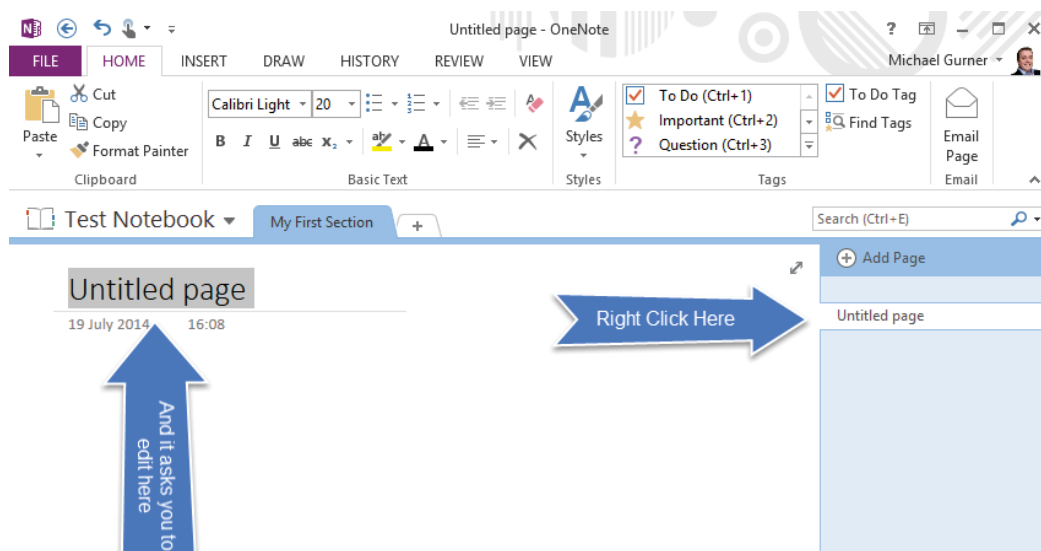 Untitled page - OneNote
FILE HOME INSERT DRAW HISTORY REVIEW VIEW
Michael Gurner
Paste
Cut
Copy
Format Painter
Clipboard
Calibri Light 20
B I U abc x₂ ab A
Basic Text
Styles
Styles
To Do (Ctrl+1)
Important (Ctrl+2)
Question (Ctrl+3)
To Do Tag
Find Tags
Tags
Email
Page
Email
Test Notebook
My First Section
Search (Ctrl+E)
Add Page
Untitled page
Untitled page
19 July 2014 16:08
Right Click Here
And it asks you to
edit here